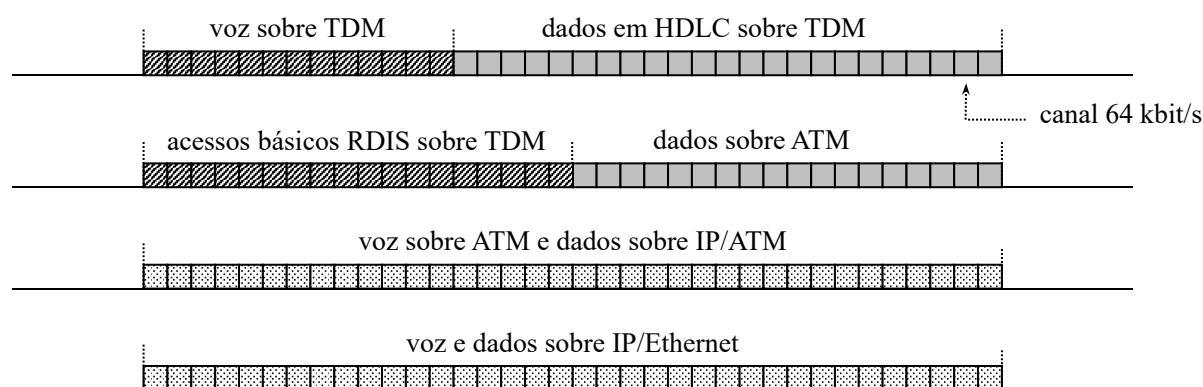 voz sobre TDM dados em HDLC sobre TDM
canal 64 kbit/s
acessos básicos RDIS sobre TDM dados sobre ATM
voz sobre ATM e dados sobre IP/ATM
voz e dados sobre IP/Ethernet